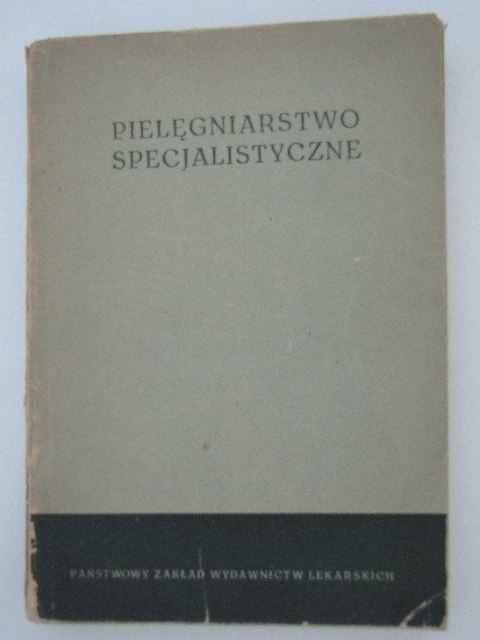 PIELĘGNIARSTWO
SPECJALISTYCZNE
PAŃSTWOWY ZAKŁAD WYDAWNICTW LEKARSKICH